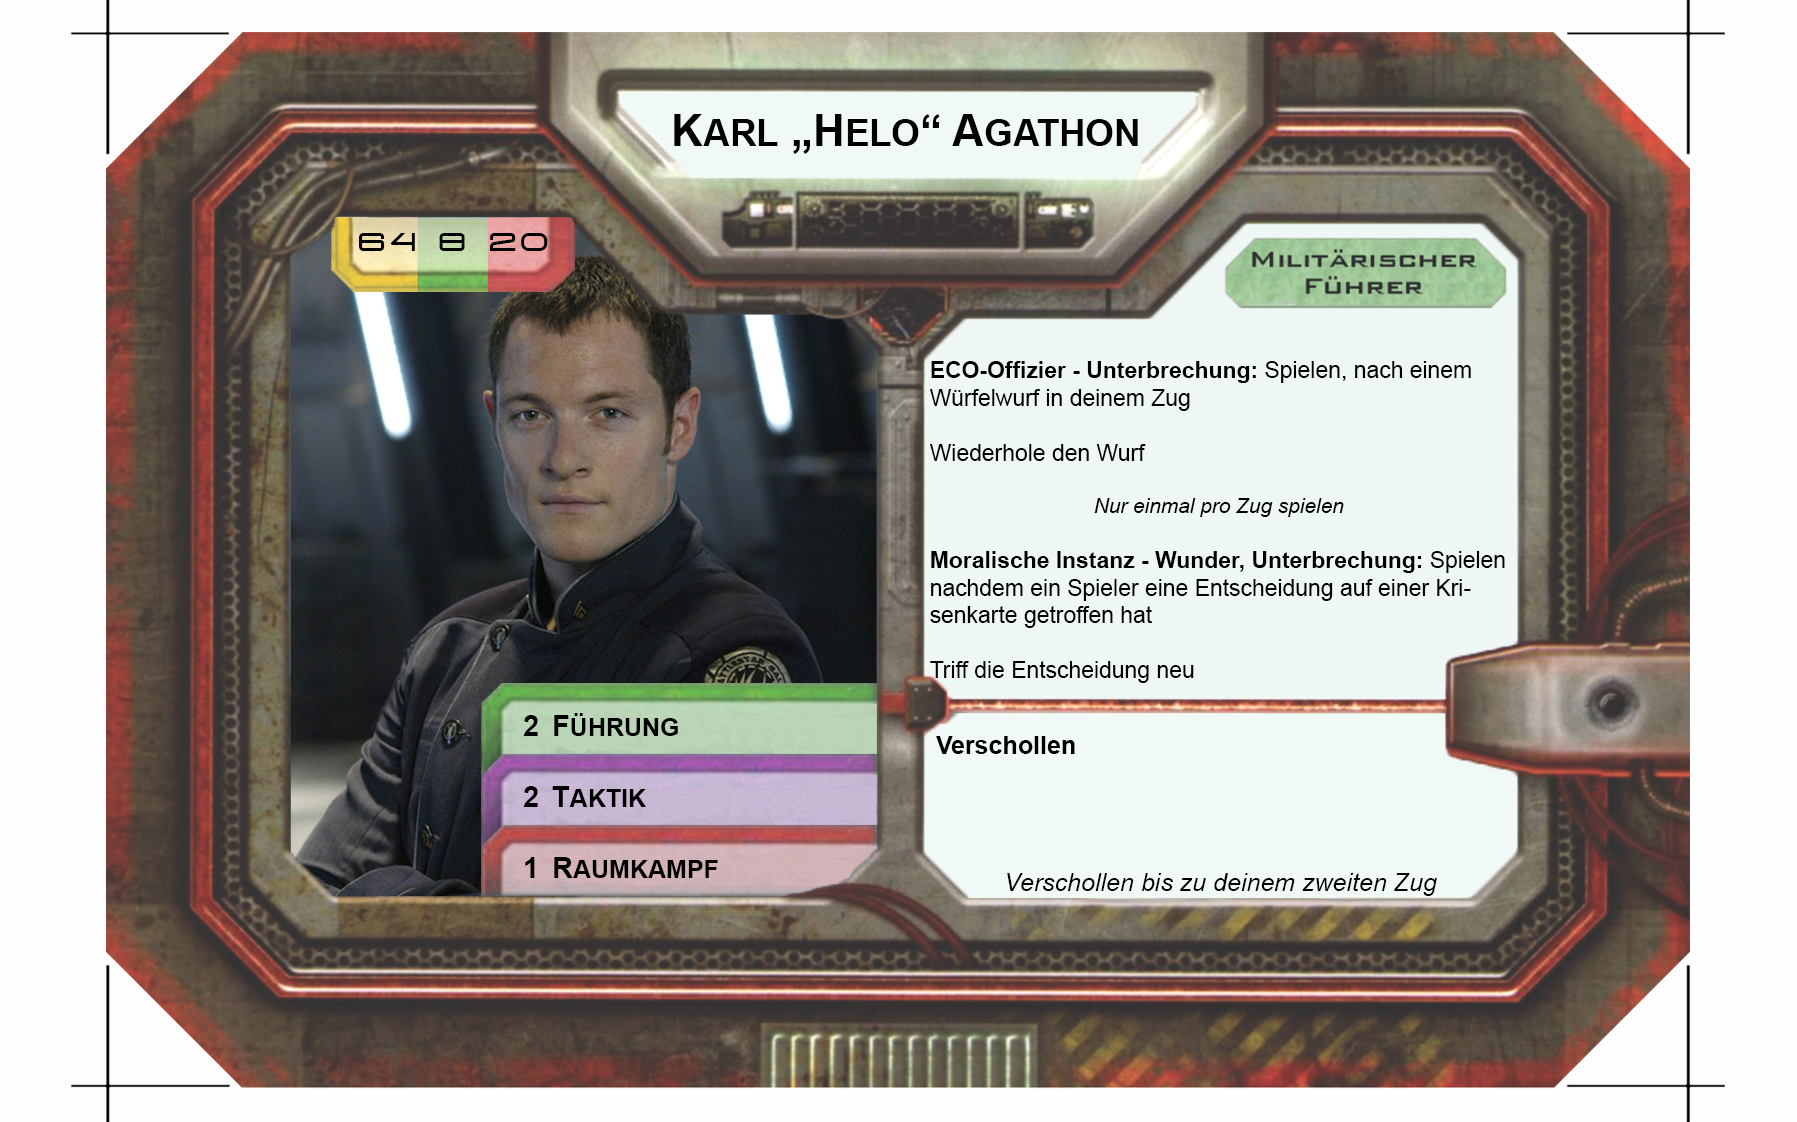 KARL „HELO“ AGATHON
64 8 20
MILITÄRISCHER
FÜHRER
ECO-Offizier - Unterbrechung: Spielen, nach einem
Würfelwurf in deinem Zug
Wiederhole den Wurf
Nur einmal pro Zug spielen
Moralische Instanz - Wunder, Unterbrechung: Spielen
nachdem ein Spieler eine Entscheidung auf einer Kri-
senkarte getroffen hat
Triff die Entscheidung neu
BATTLESTAR GA
2 FÜHRUNG
2 TAKTIK
1 RAUMKAMPF
Verschollen
Verschollen bis zu deinem zweiten Zug